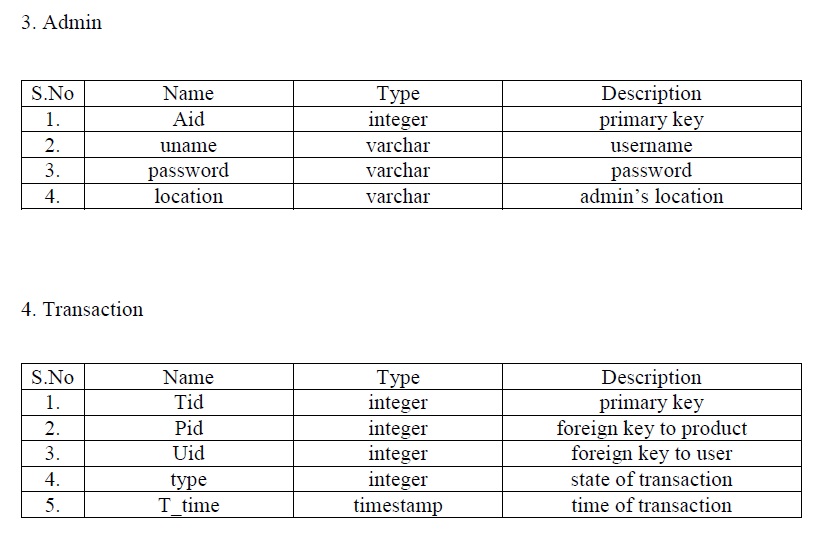 3. Admin
S.No Name Type Description
1. Aid integer primary key
2. uname varchar username
3. password varchar password
4. location varchar admin’s location
4. Transaction
S.No Name Type Description
1. Tid integer primary key
2. Pid integer foreign key to product
3. Uid integer foreign key to user
4. type integer state of transaction
5. T_time timestamp time of transaction